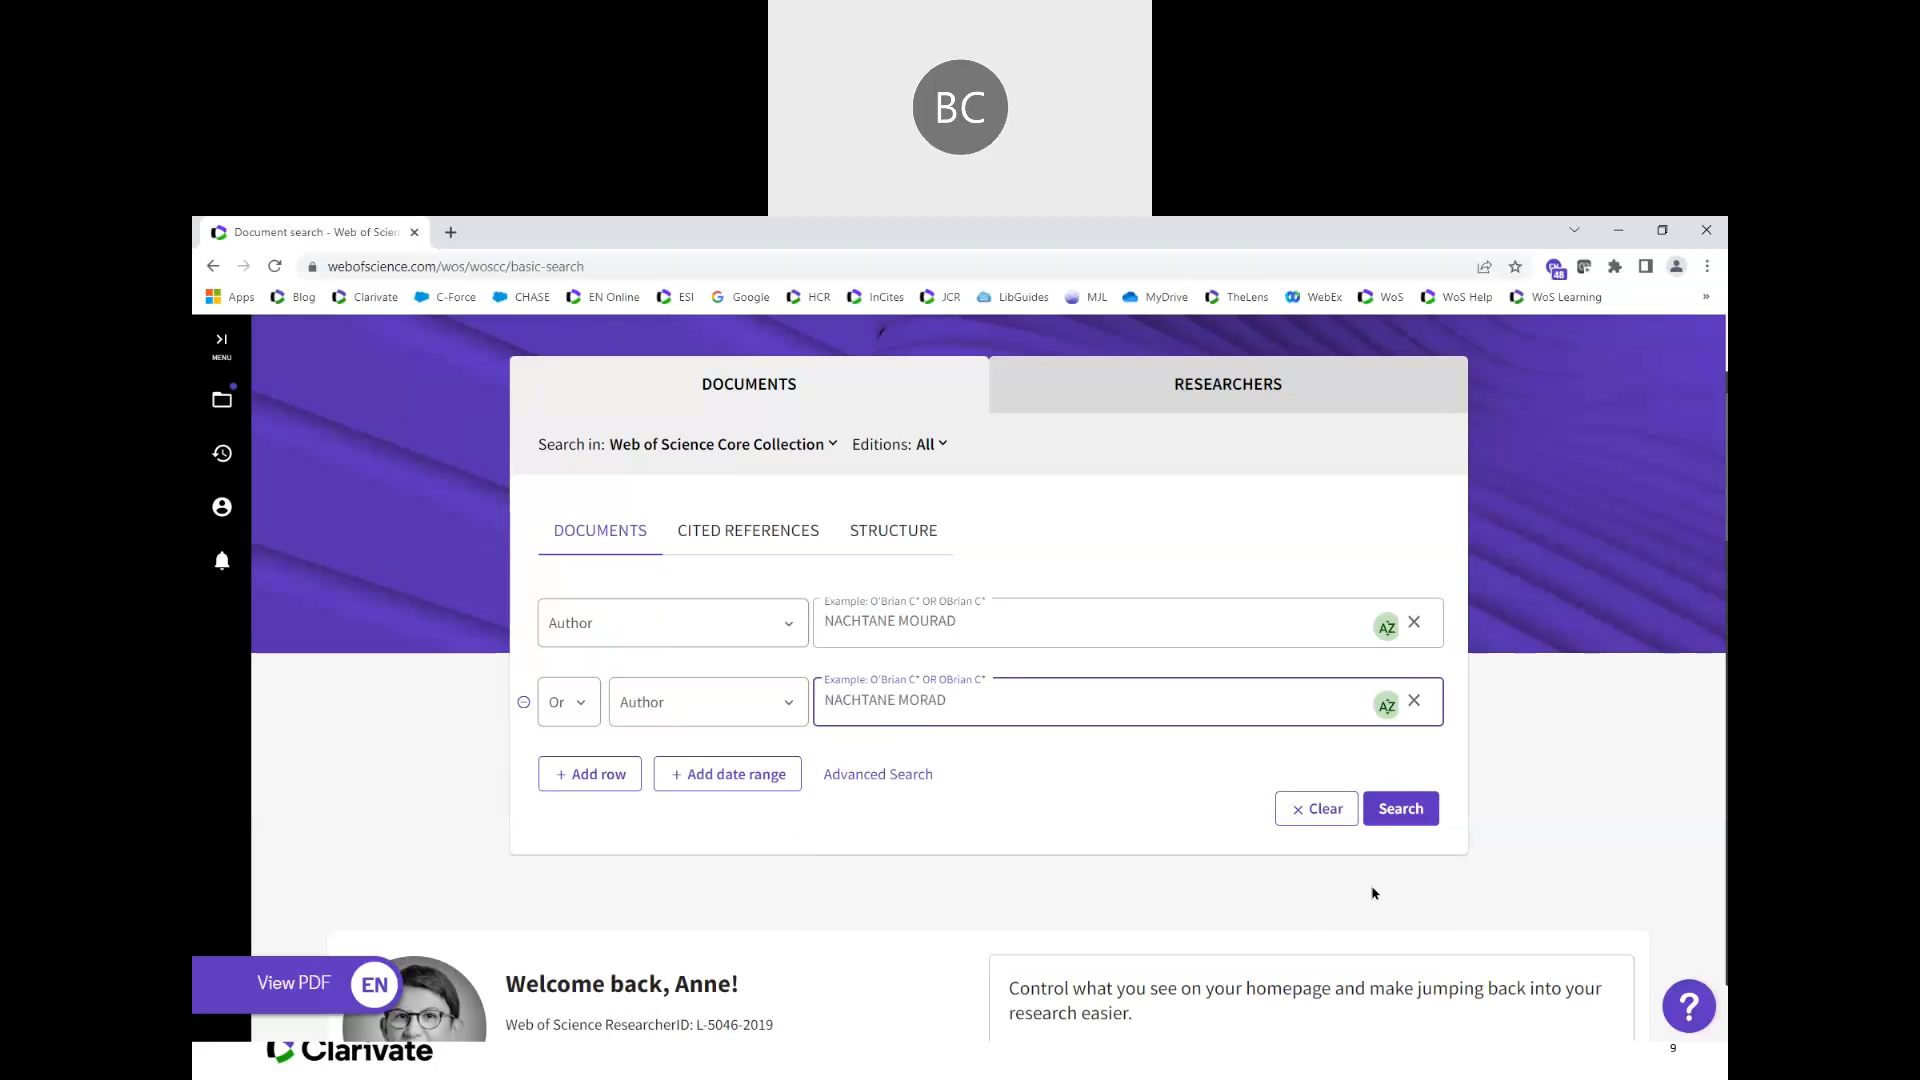 BC
Document search - Web of Scien
webofscience.com/wos/woscc/basic-search
48
Apps Blog Clarivate C-Force CHASE EN Online ESI Google HCR InCites JCR LibGuides MJL MyDrive TheLens WebEx WoS WoS Help WoS Learning »
MENU
DOCUMENTS RESEARCHERS
Search in: Web of Science Core Collection Editions: All
DOCUMENTS CITED REFERENCES STRUCTURE
Example: O'Brian C* OR OBrian C*
Author NACHTANE MOURAD AZ
Example: O'Brian C* OR OBrian C*
Or Author NACHTANE MORAD AZ
+ Add row + Add date range Advanced Search
× Clear Search
View PDF EN
Welcome back, Anne!
Web of Science ResearcherID: L-5046-2019
Control what you see on your homepage and make jumping back into your
research easier.
?
Clarivate
9